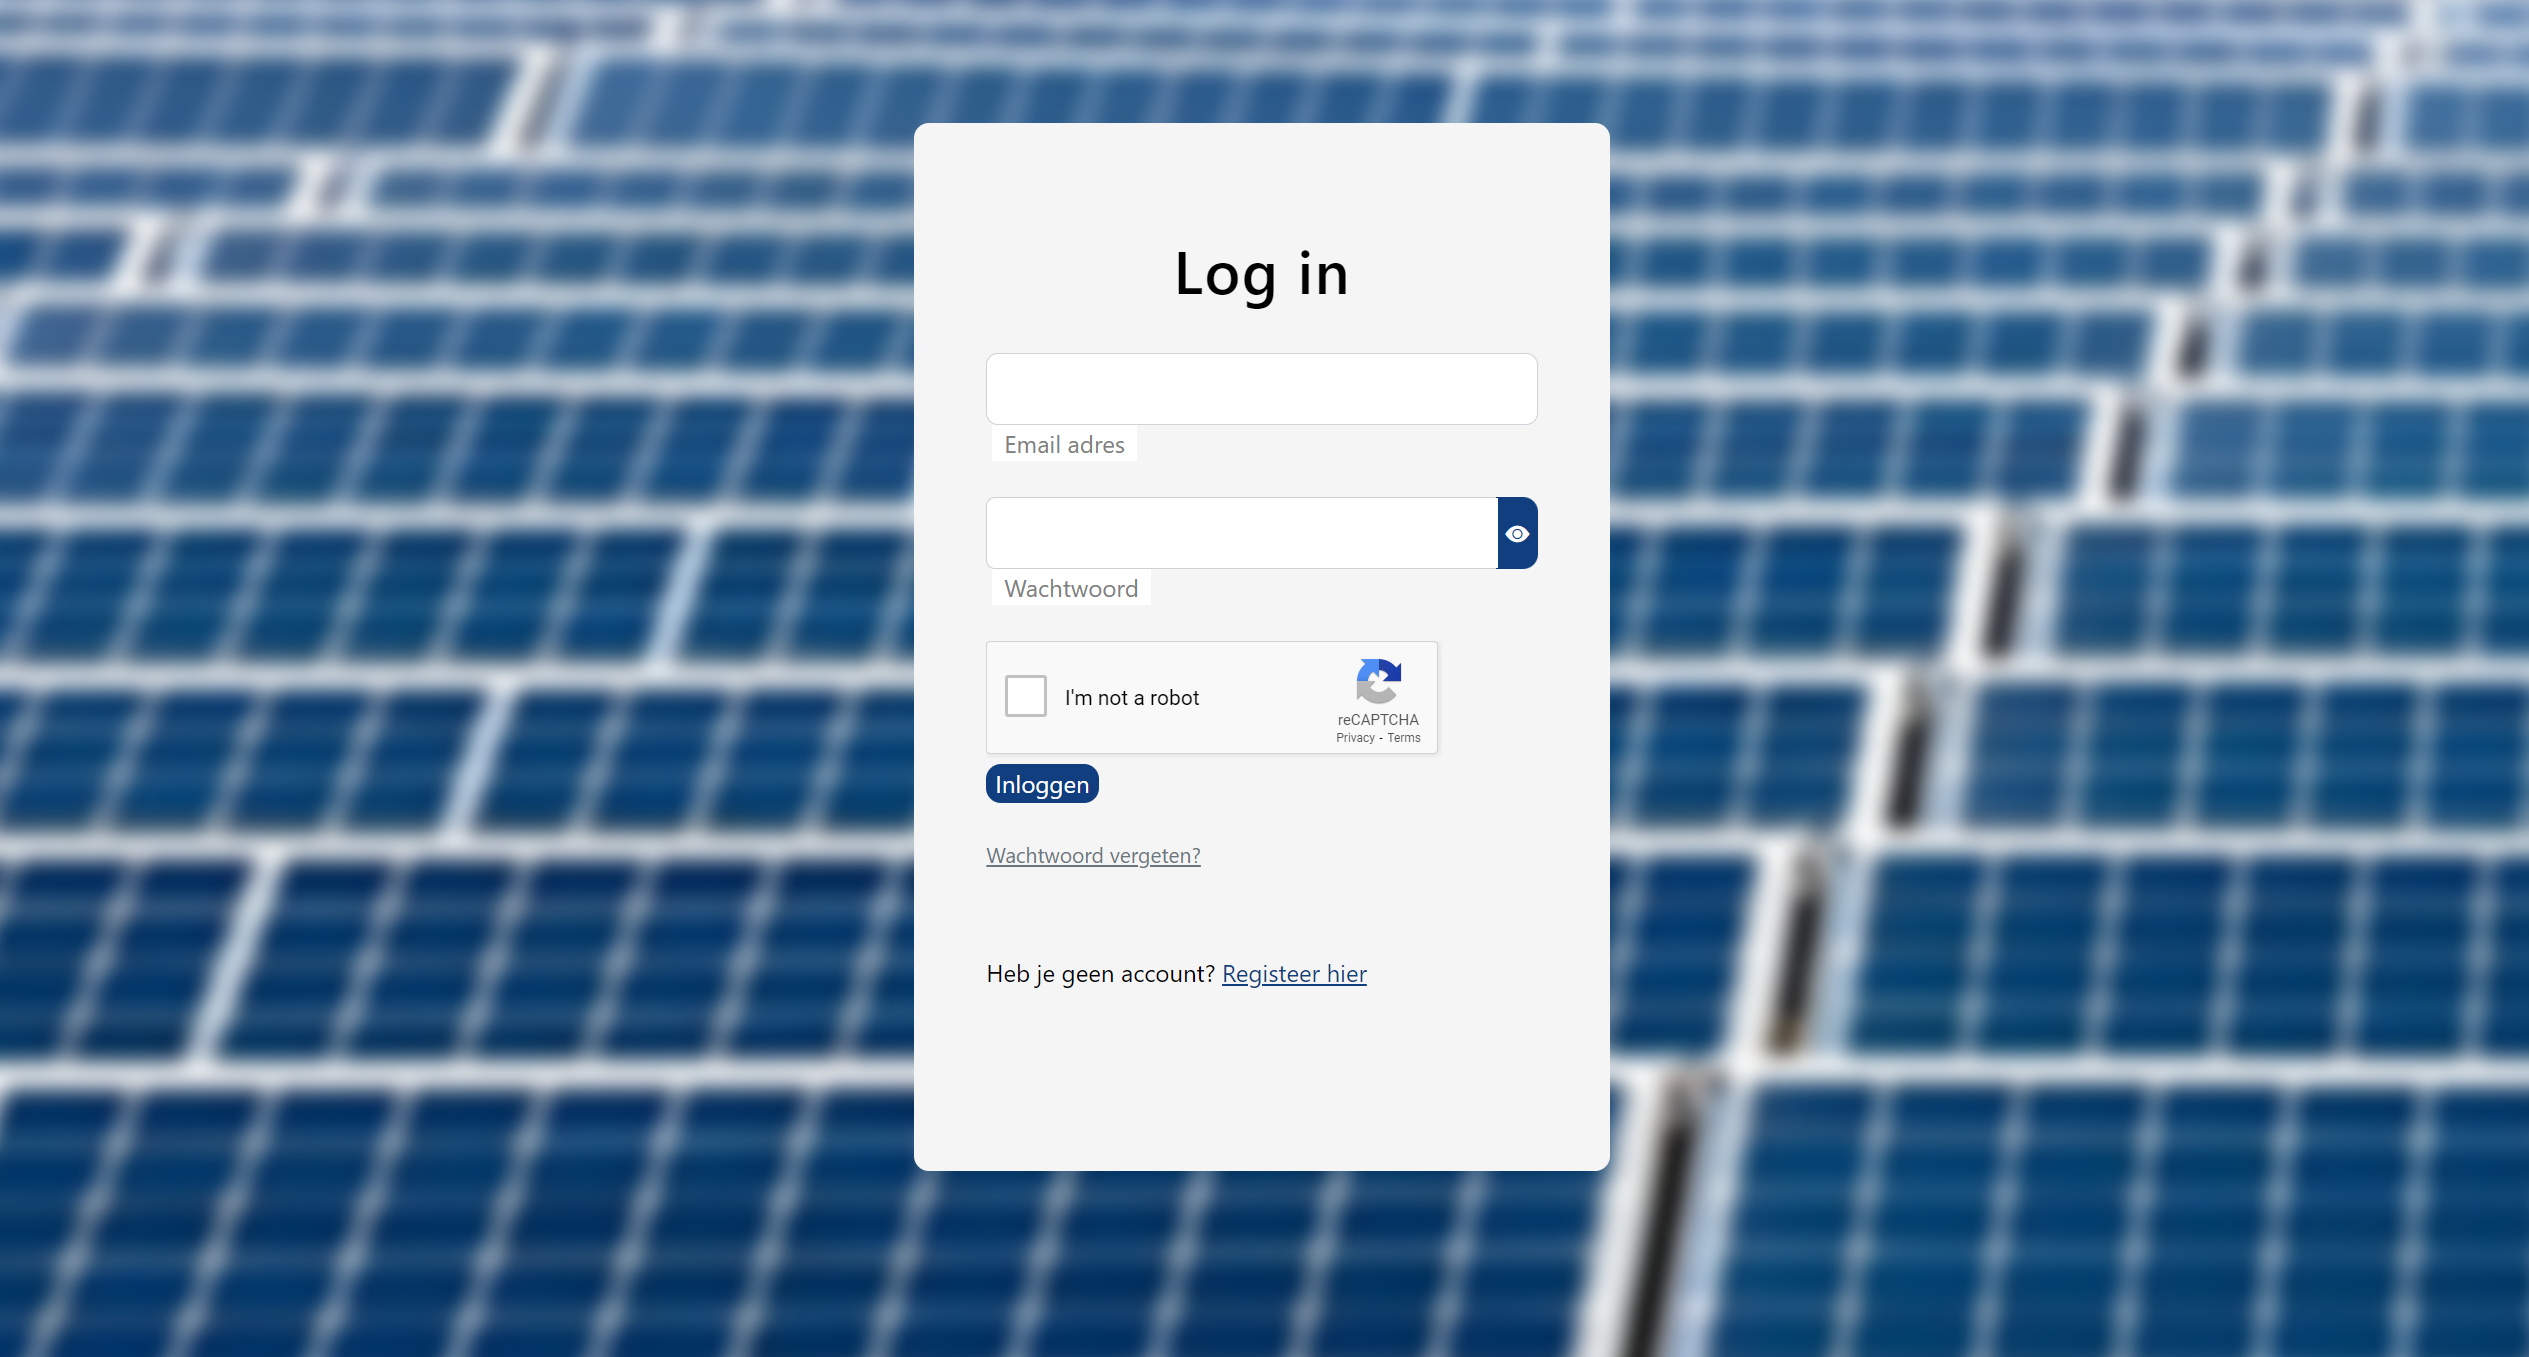 Log in
Email adres
Wachtwoord
I'm not a robot
reCAPTCHA
Privacy - Terms
Inloggen
Wachtwoord vergeten?
Heb je geen account? Registeer hier